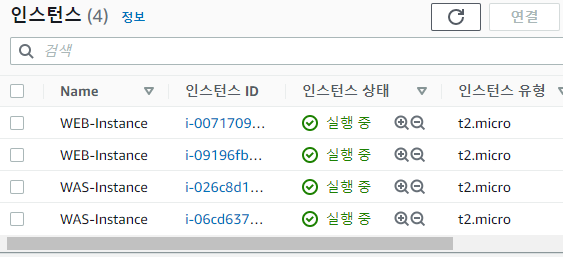 인스턴스 (4) 정보 연결
검색
Name 인스턴스 ID 인스턴스 상태 인스턴스 유형
WEB-Instance i-0071709... 실행 중 t2.micro
WEB-Instance i-09196fb... 실행 중 t2.micro
WAS-Instance i-026c8d1... 실행 중 t2.micro
WAS-Instance i-06cd637... 실행 중 t2.micro